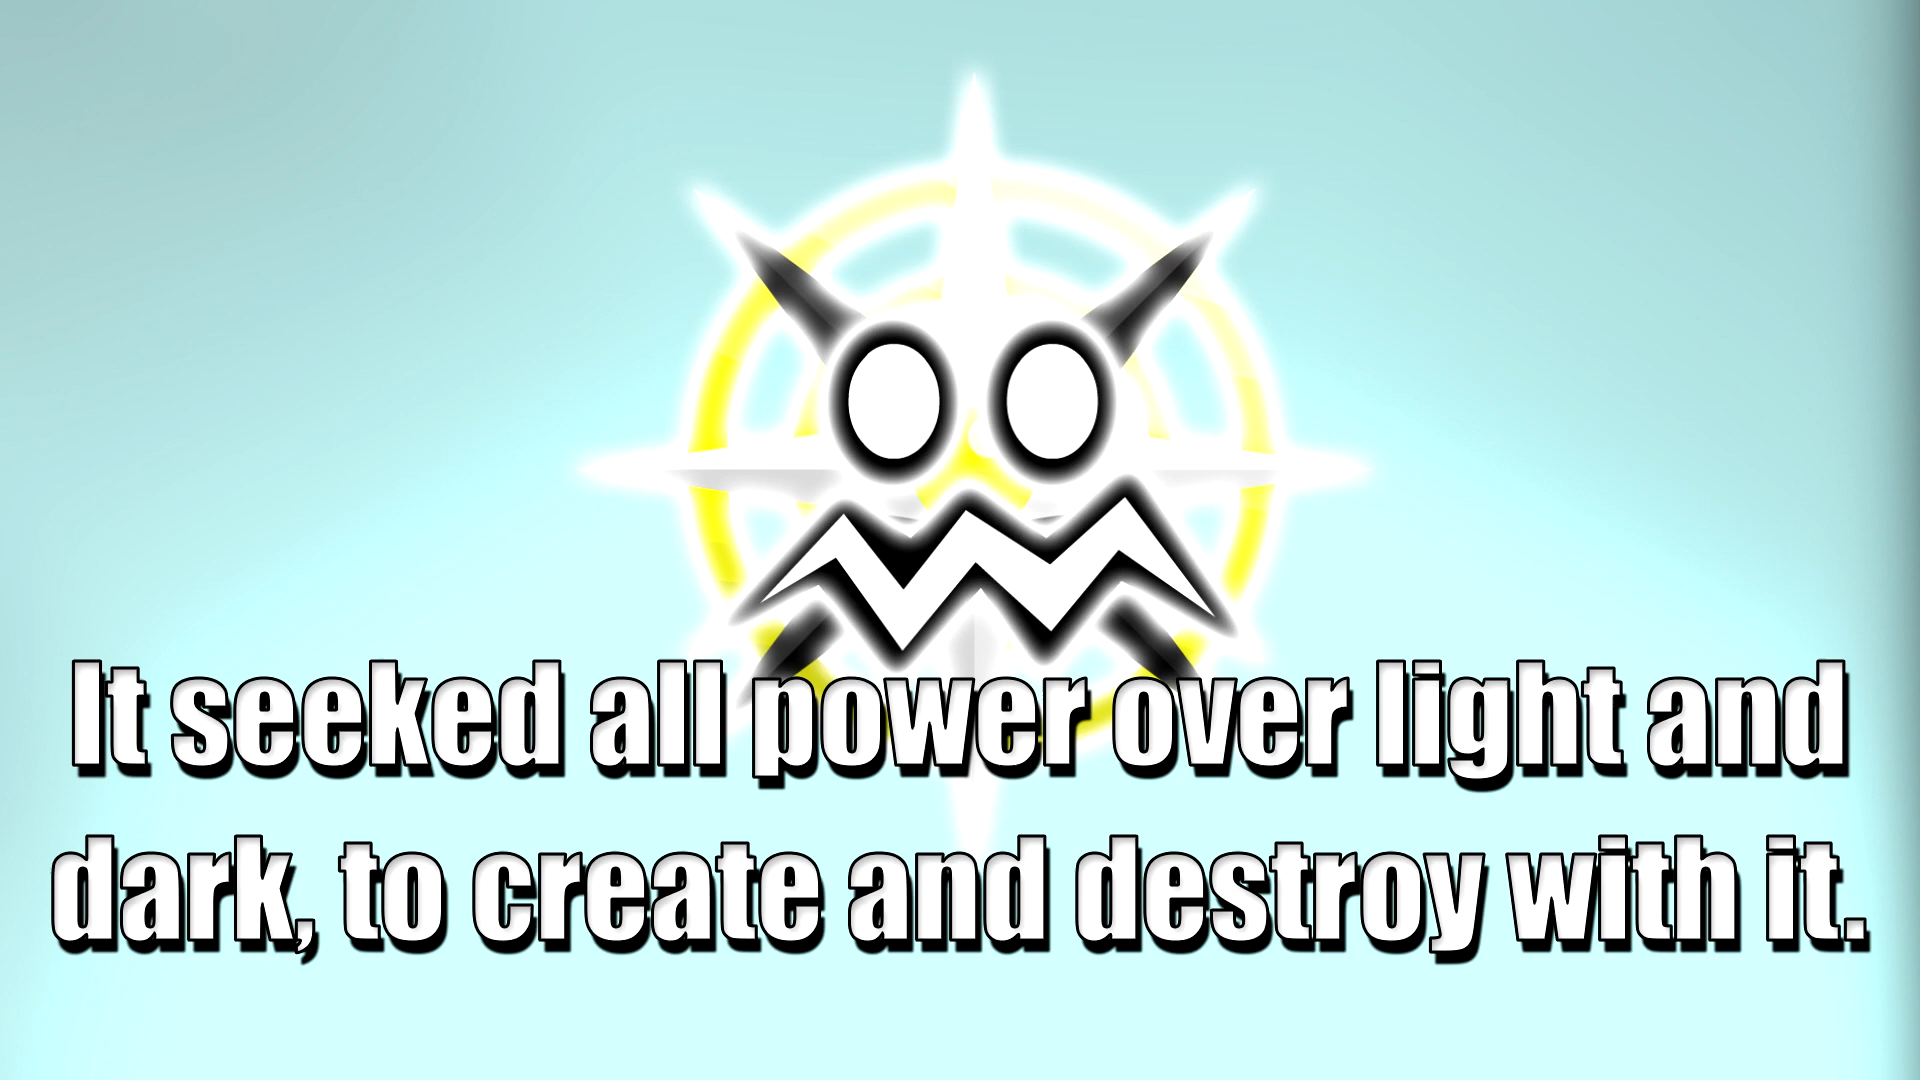 It seeked all power over light and
dark, to create and destroy with it.